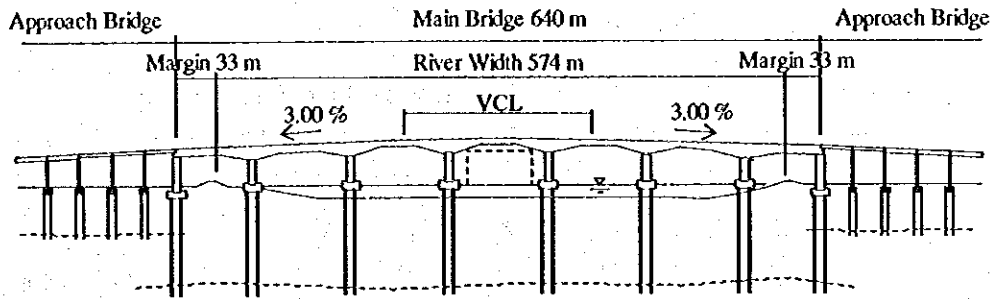 Approach Bridge Main Bridge 640 m Approach Bridge
Margin 33 m River Width 574 m Margin 33 m
VCL
3.00 % 3.00 %